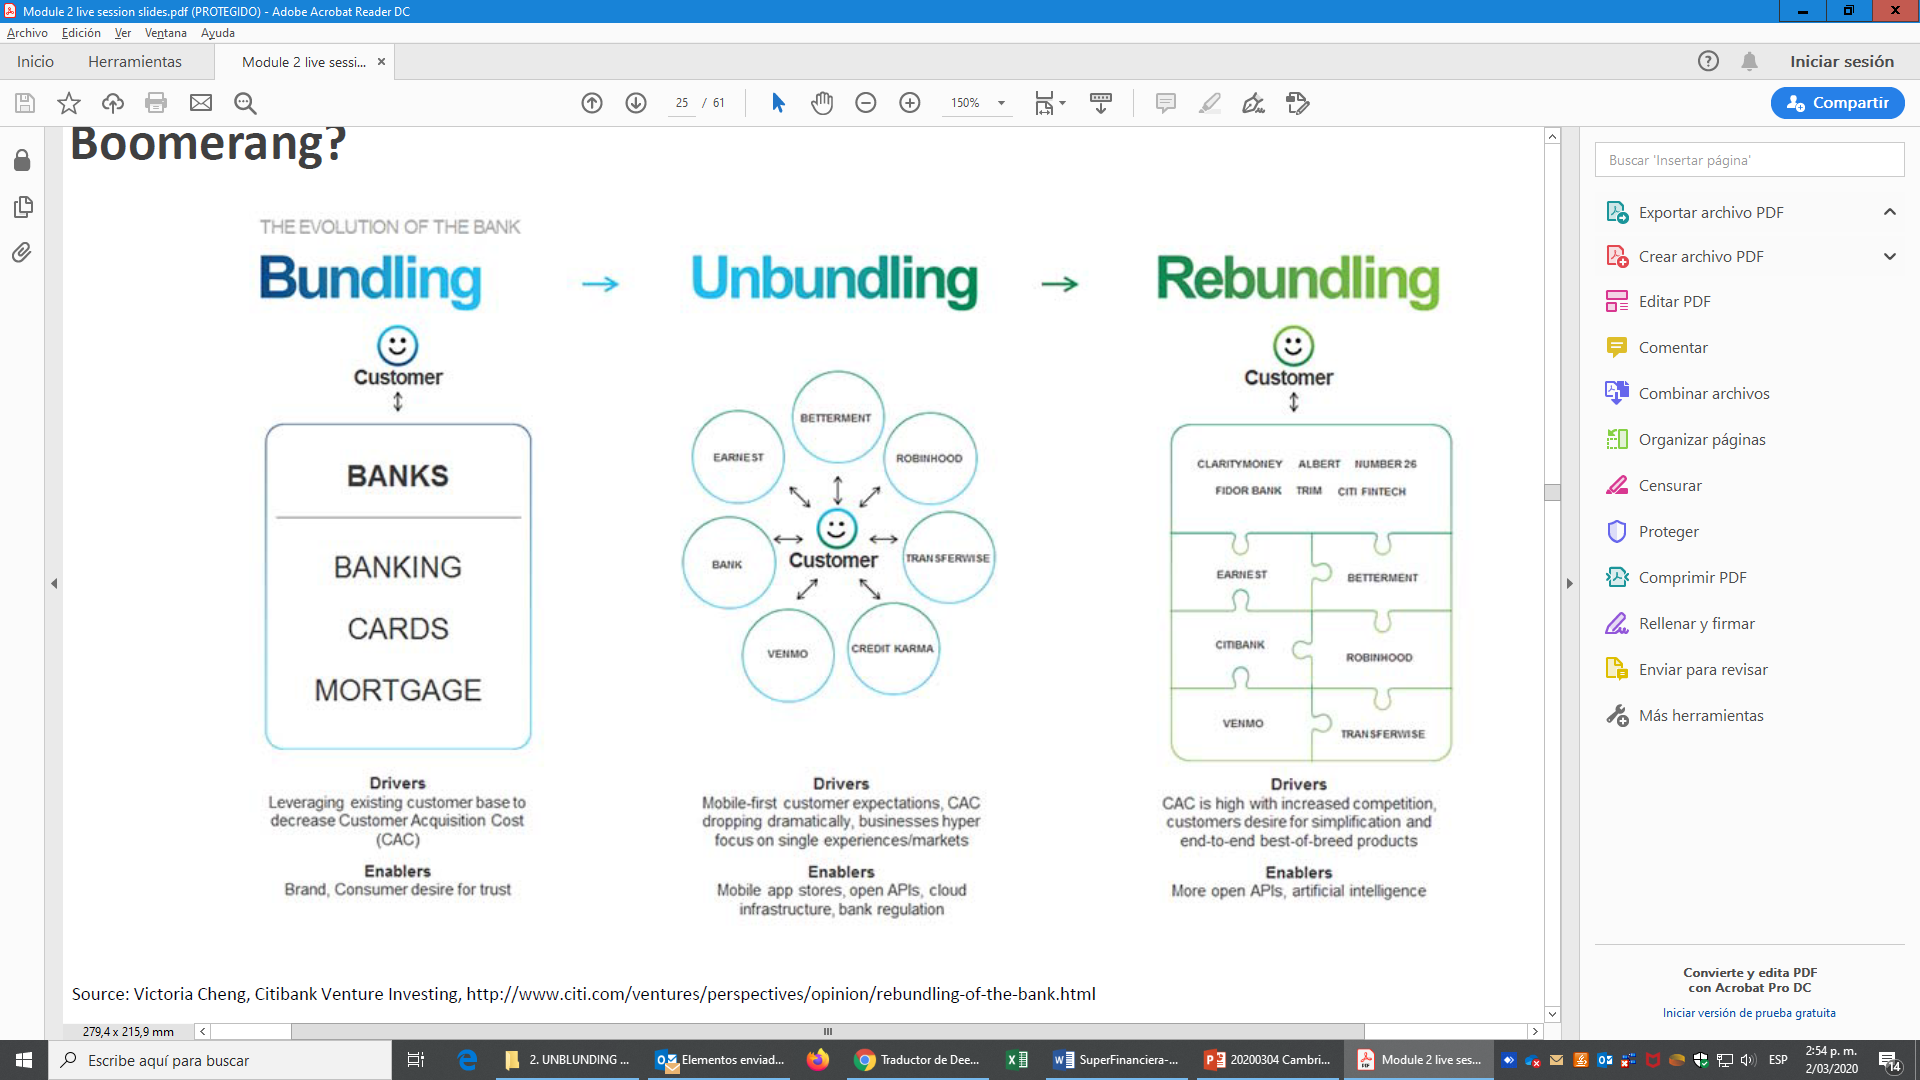 Module 2 live session slides.pdf (PROTEGIDO) - Adobe Acrobat Reader DC
Archivo Edición Ver Ventana Ayuda
Inicio Herramientas Module 2 live sessi... × Iniciar sesión
25 / 61 150% Compartir
Boomerang?
THE EVOLUTION OF THE BANK
Bundling → Unbundling → Rebundling
Customer
BANKS
BANKING
CARDS
MORTGAGE
Drivers
Leveraging existing customer base to
decrease Customer Acquisition Cost
(CAC)
Enablers
Brand, Consumer desire for trust
BETTERMENT
EARNEST
ROBINHOOD
BANK
Customer
TRANSFERWISE
VENMO
CREDIT KARMA
Drivers
Mobile-first customer expectations, CAC
dropping dramatically, businesses hyper
focus on single experiences/markets
Enablers
Mobile app stores, open APIs, cloud
infrastructure, bank regulation
Customer
CLARITYMONEY ALBERT NUMBER 26
FIDOR BANK TRIM CITI FINTECH
EARNEST
BETTERMENT
CITIBANK
ROBINHOOD
VENMO
TRANSFERWISE
Drivers
CAC is high with increased competition,
customers desire for simplification and
end-to-end best-of-breed products
Enablers
More open APIs, artificial intelligence
Source: Victoria Cheng, Citibank Venture Investing, http://www.citi.com/ventures/perspectives/opinion/rebundling-of-the-bank.html
279,4 x 215,9 mm
Buscar 'Insertar página'
Exportar archivo PDF
Crear archivo PDF
Editar PDF
Comentar
Combinar archivos
Organizar páginas
Censurar
Proteger
Comprimir PDF
Rellenar y firmar
Enviar para revisar
Más herramientas
Convierte y edita PDF
con Acrobat Pro DC
Iniciar versión de prueba gratuita
Escribe aquí para buscar
2. UNBLUNDING ...
Elementos enviad...
Traductor de Dee...
SuperFinanciera-...
20200304 Cambri...
Module 2 live ses...
ESP
2:54 p. m.
2/03/2020
14